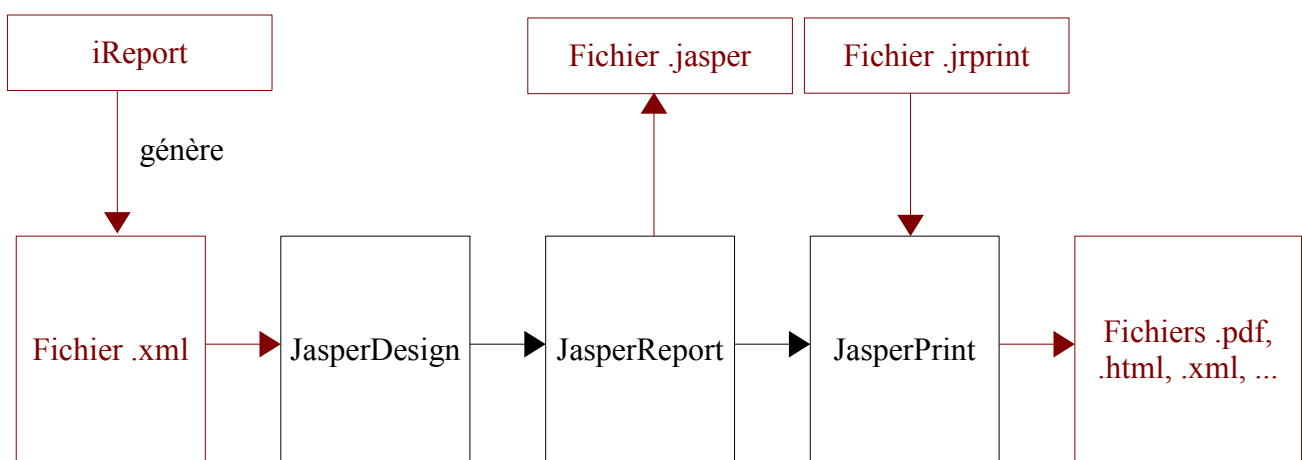 iReport
Fichier .jasper
Fichier .jrprint
génère
Fichier .xml
JasperDesign
JasperReport
JasperPrint
Fichiers .pdf,
.html, .xml, ...